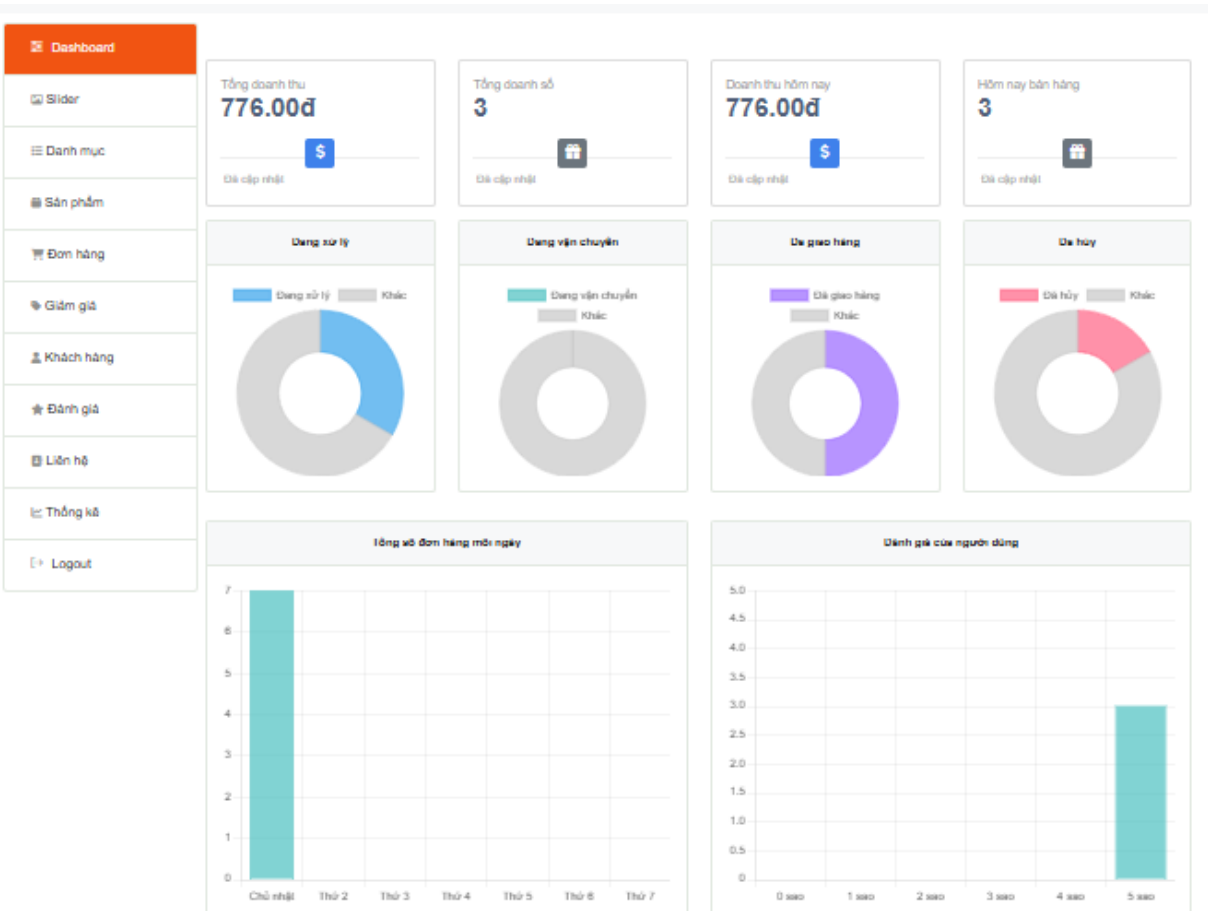 Dashboard
Slider
Danh mục
Sản phẩm
Đơn hàng
Giảm giá
Khách hàng
Đánh giá
Liên hệ
Thống kê
Logout
Tổng doanh thu
776.00đ
$
Đã cập nhật
Tổng doanh số
3
Đã cập nhật
Doanh thu hôm nay
776.00đ
$
Đã cập nhật
Hôm nay bán hàng
3
Đã cập nhật
Đang xử lý
Đang xử lý Khác
Đang vận chuyển
Đang vận chuyển
Khác
Đã giao hàng
Đã giao hàng
Khác
Đã hủy
Đã hủy Khác
Tổng số đơn hàng mỗi ngày
7
6
5
4
3
2
1
0
Chủ nhật Thứ 2 Thứ 3 Thứ 4 Thứ 5 Thứ 6 Thứ 7
Đánh giá của người dùng
5.0
4.5
4.0
3.5
3.0
2.5
2.0
1.5
1.0
0.5
0
0 sao 1 sao 2 sao 3 sao 4 sao 5 sao